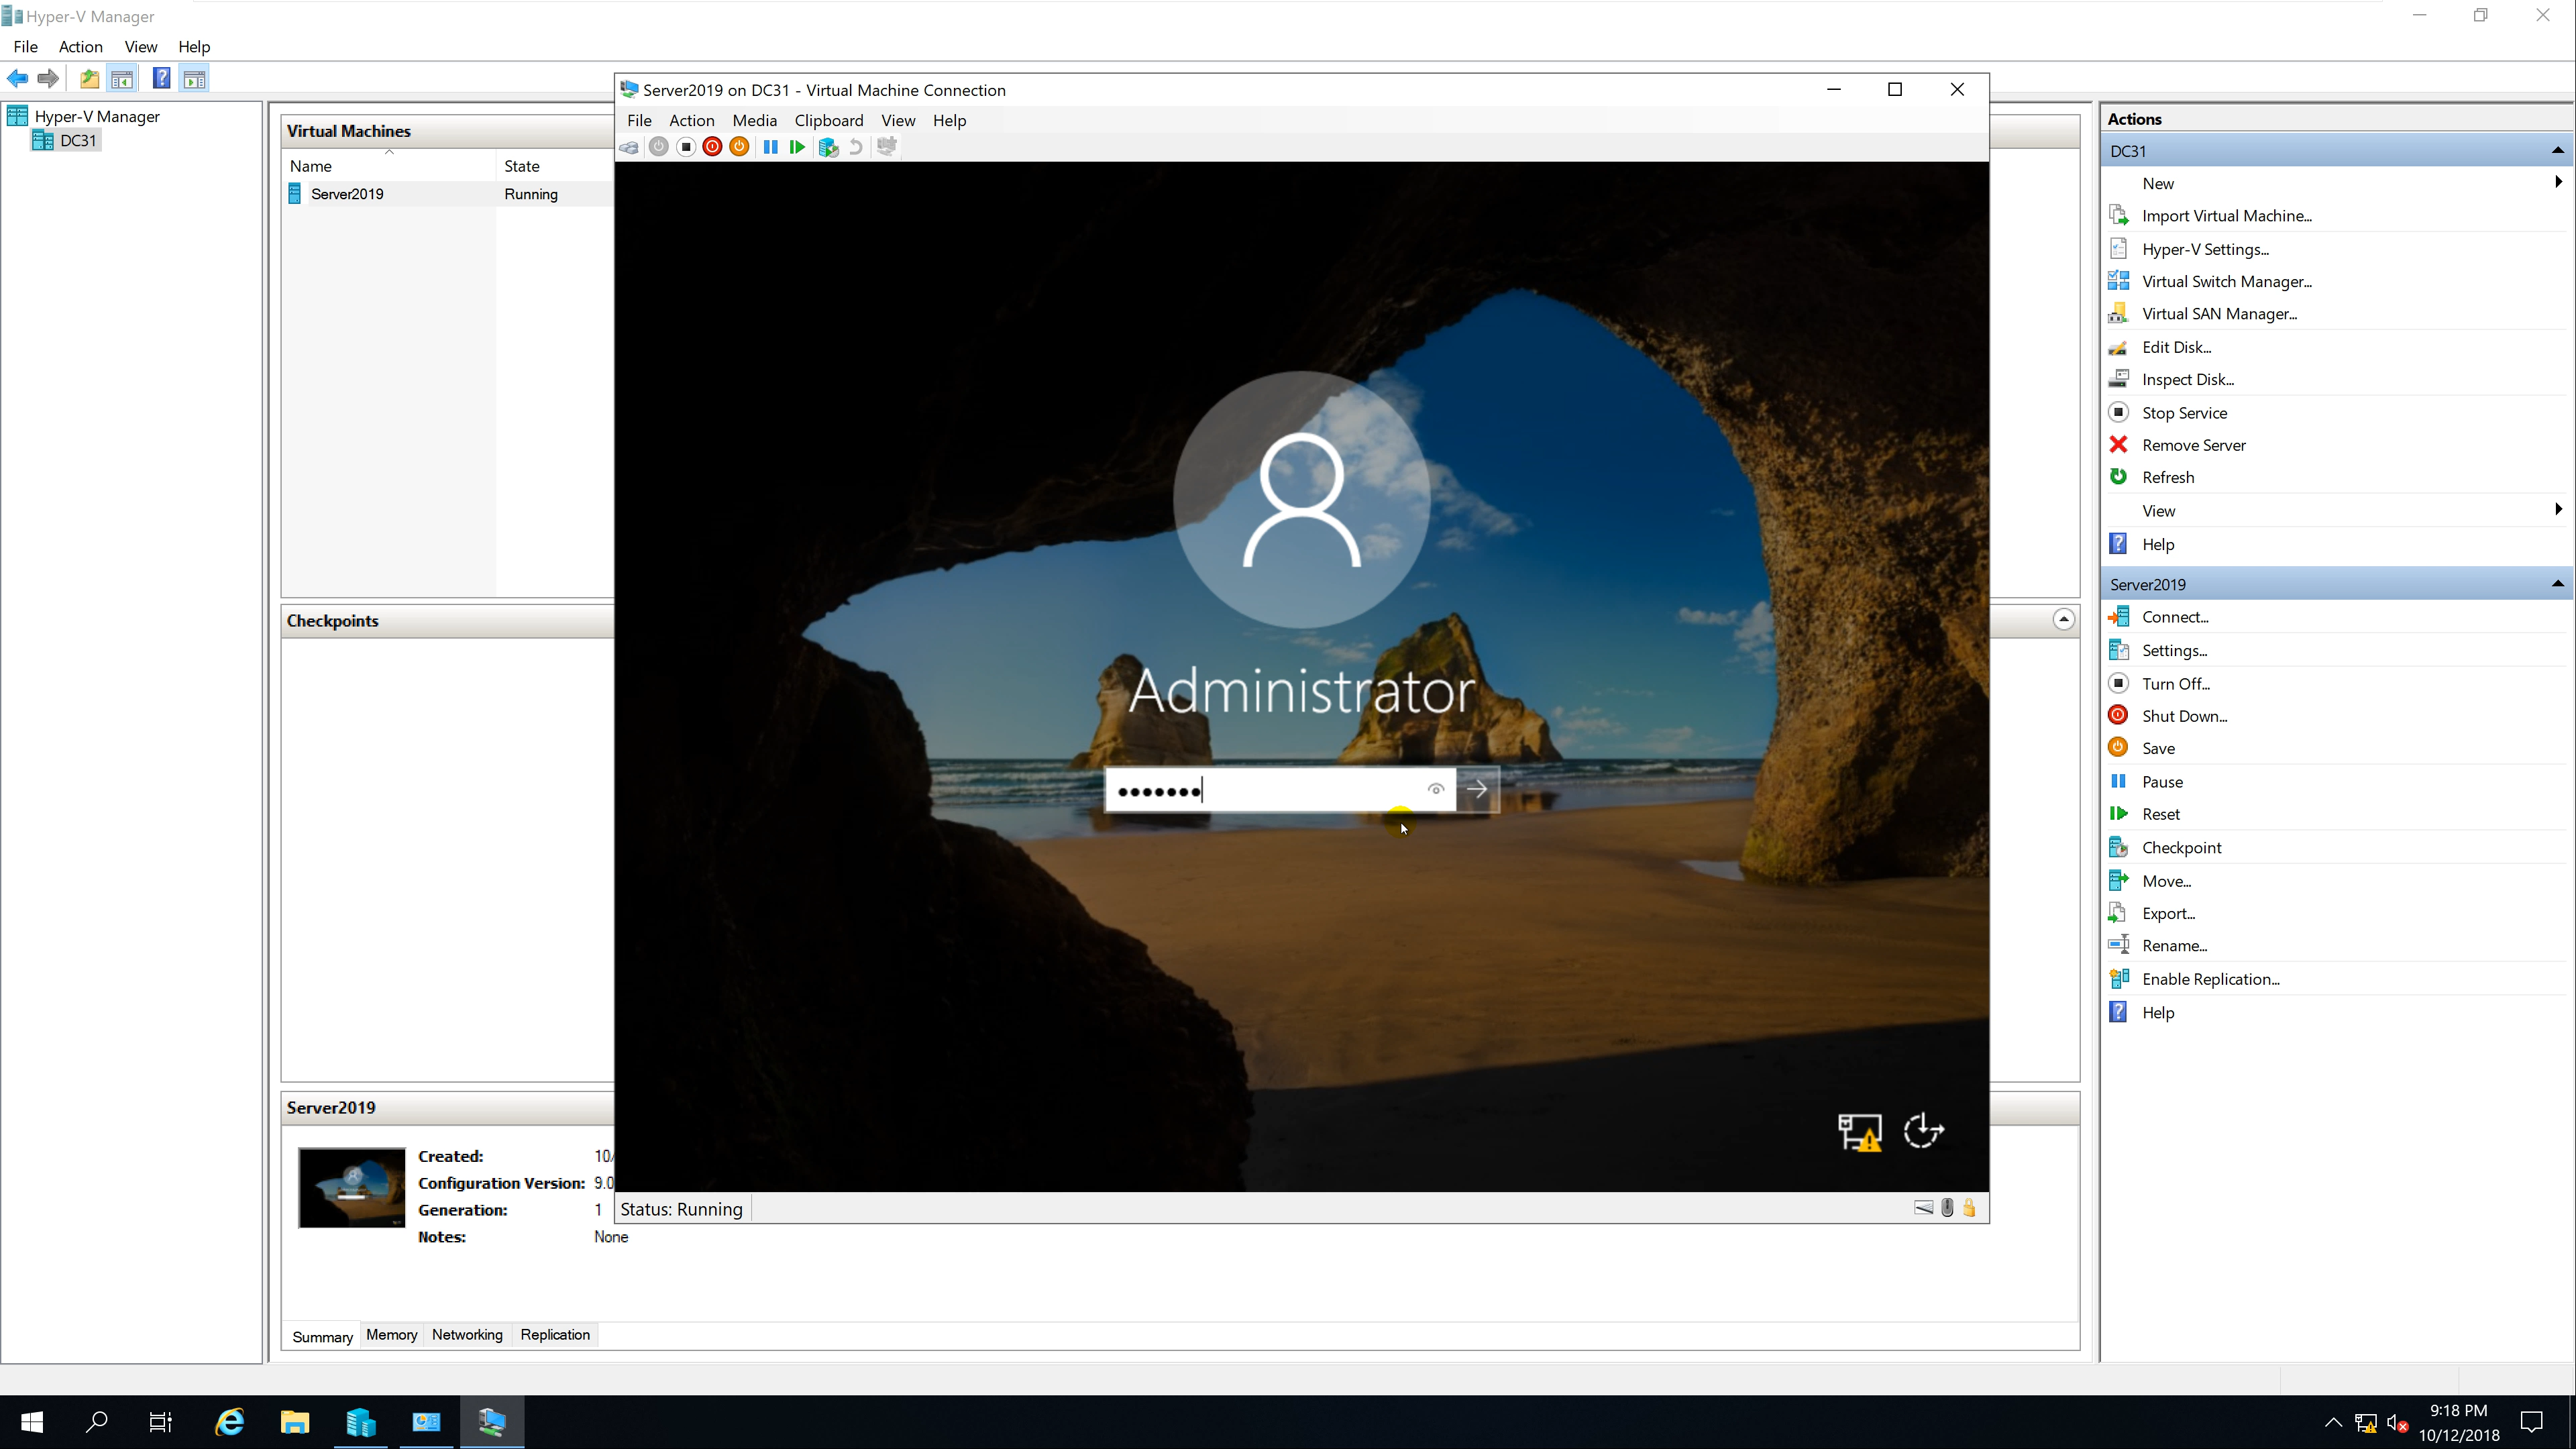 Hyper-V Manager
File Action View Help
Hyper-V Manager
DC31
Virtual Machines
Name State
Server2019 Running
Checkpoints
Server2019
Created: 10/
Configuration Version: 9.0
Generation: 1
Notes: None
Summary Memory Networking Replication
Server2019 on DC31 - Virtual Machine Connection
File Action Media Clipboard View Help
Administrator
Status: Running
Actions
DC31
New
Import Virtual Machine...
Hyper-V Settings...
Virtual Switch Manager...
Virtual SAN Manager...
Edit Disk...
Inspect Disk...
Stop Service
Remove Server
Refresh
View
Help
Server2019
Connect...
Settings...
Turn Off...
Shut Down...
Save
Pause
Reset
Checkpoint
Move...
Export...
Rename...
Enable Replication...
Help
9:18 PM
10/12/2018